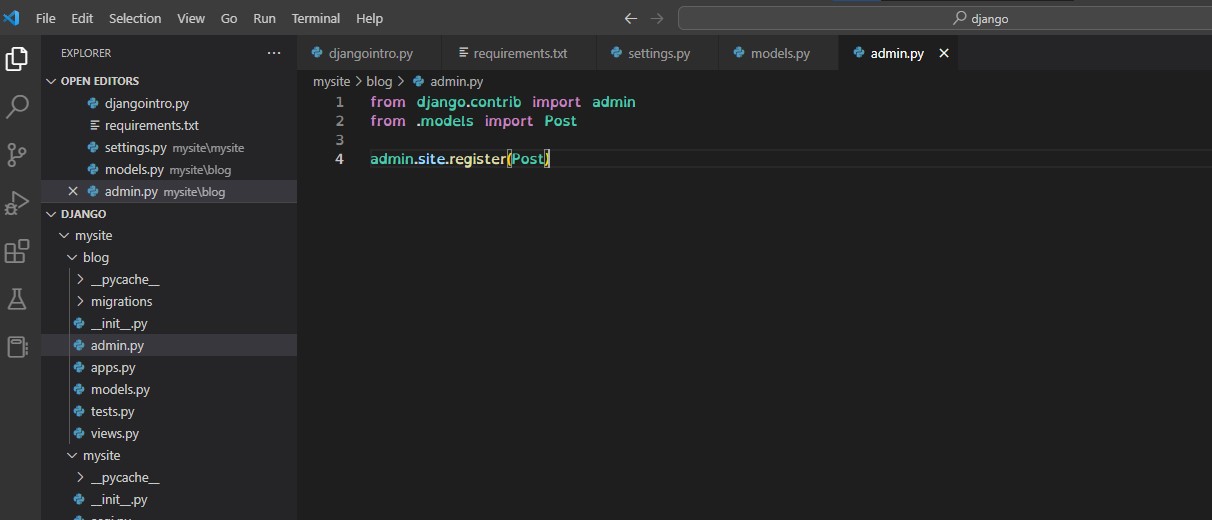 File Edit Selection View Go Run Terminal Help
django
EXPLORER
OPEN EDITORS
djangointro.py
requirements.txt
settings.py mysite\mysite
models.py mysite\blog
admin.py mysite\blog
DJANGO
mysite
blog
__pycache__
migrations
__init__.py
admin.py
apps.py
models.py
tests.py
views.py
mysite
__pycache__
__init__.py
djangointro.py requirements.txt settings.py models.py admin.py
mysite > blog > admin.py
1 from django.contrib import admin
2 from .models import Post
3
4 admin.site.register(Post)